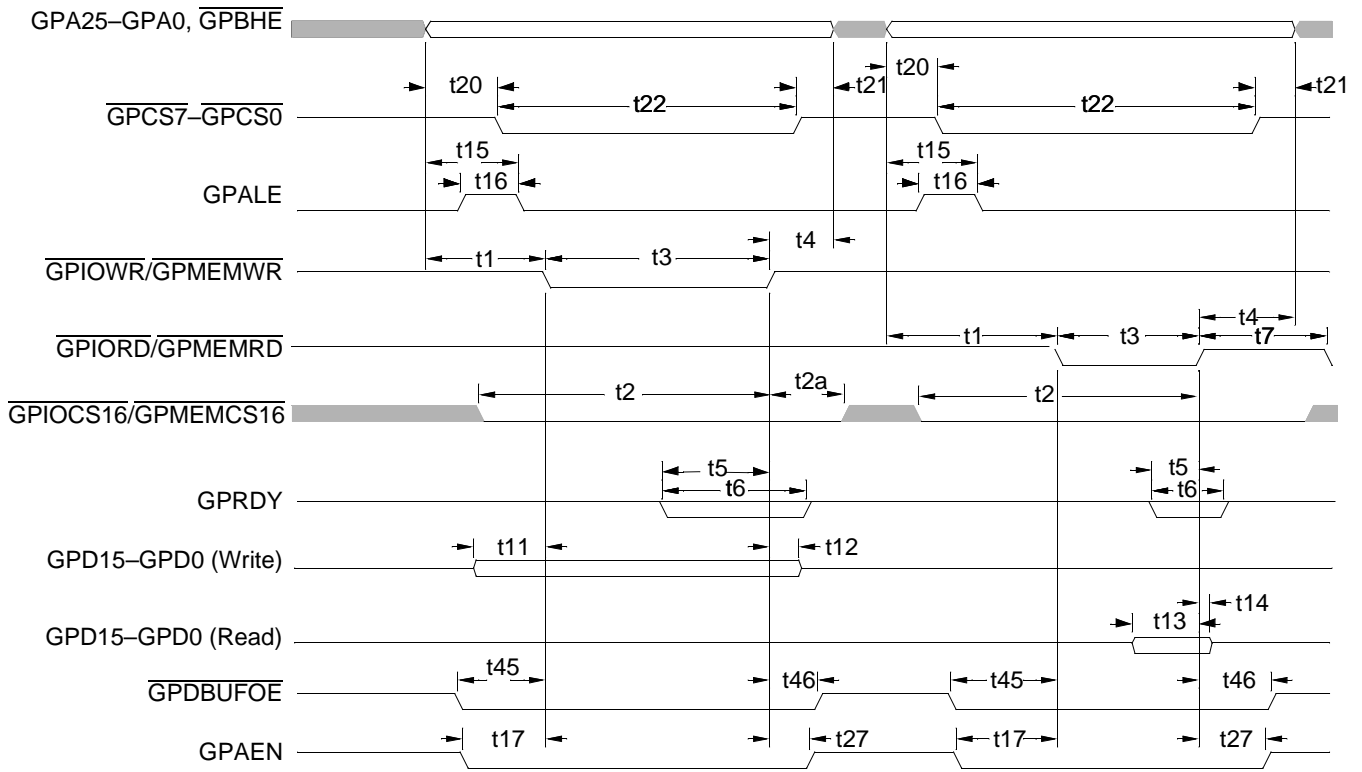 GPA25–GPA0, GPBHE
t20 t21 t20 t21
GPCS7–GPCS0 t22 t22
t15 t15
GPALE t16 t16
t4
GPIOWR/GPMEMWR t1 t3
t4
GPIORD/GPMEMRD t1 t3 t7
t2 t2a t2
GPIOCS16/GPMEMCS16
t5 t5
GPRDY t6 t6
GPD15–GPD0 (Write) t11 t12
t14
GPD15–GPD0 (Read) t13
GPDBUFOE t45 t46 t45 t46
GPAEN t17 t27 t17 t27